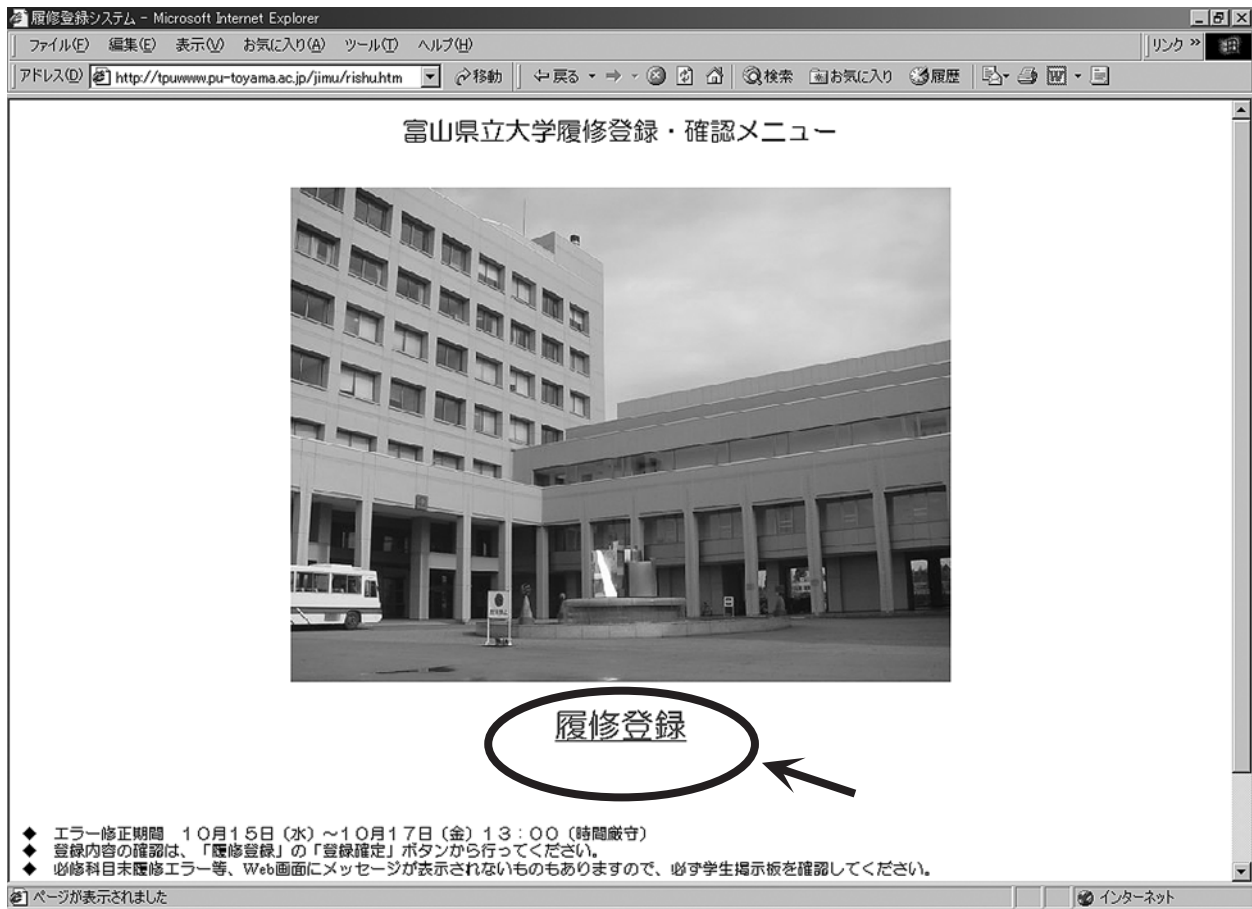 履修登録システム - Microsoft Internet Explorer
ファイル(F) 編集(E) 表示(V) お気に入り(A) ツール(T) ヘルプ(H) リンク »
アドレス(D) http://tpuwww.pu-toyama.ac.jp/jimu/rishu.htm 移動 戻る 検索 お気に入り 履歴
富山県立大学履修登録・確認メニュー
履修登録
◆ エラー修正期間 10月15日(水)~10月17日(金)13:00(時間厳守)
◆ 登録内容の確認は、「履修登録」の「登録確定」ボタンから行ってください。
◆ 必修科目未履修エラー等、Web画面にメッセージが表示されないものもありますので、必ず学生掲示板を確認してください。
ページが表示されました インターネット